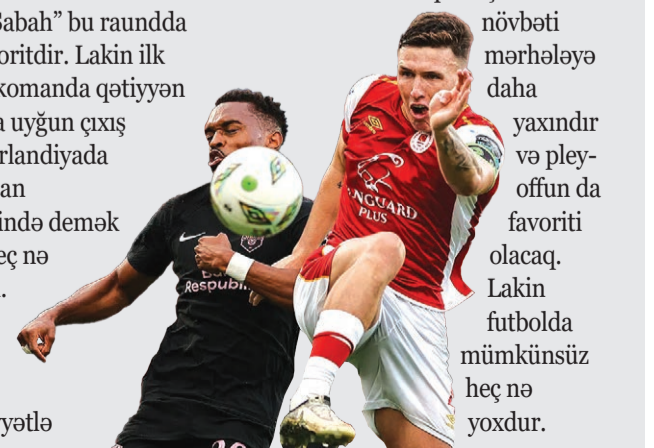 Sabah” bu raundda
oritdir. Lakin ilk
komanda qətiyyən
a uyğun çıxış
rlandiyada
an
ində demək
eç nə
yətlə
növbəti
mərhələyə
daha
yaxındır
və pley-
offun da
favoriti
olacaq.
Lakin
futbolda
mümkünsüz
heç nə
yoxdur.
VANGUARD
PLUS
Respubli